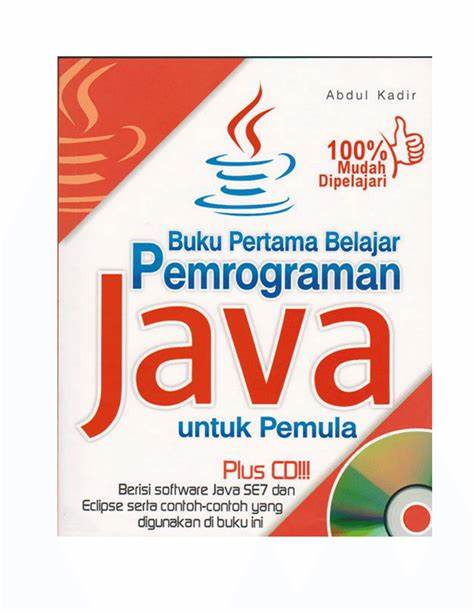 Abdul Kadir
100%
Mudah
Dipelajari
Buku Pertama Belajar
Pemrograman
Java
untuk Pemula
Plus CD!!!
Berisi software Java SE7 dan
Eclipse serta contoh-contoh yang
digunakan di buku ini